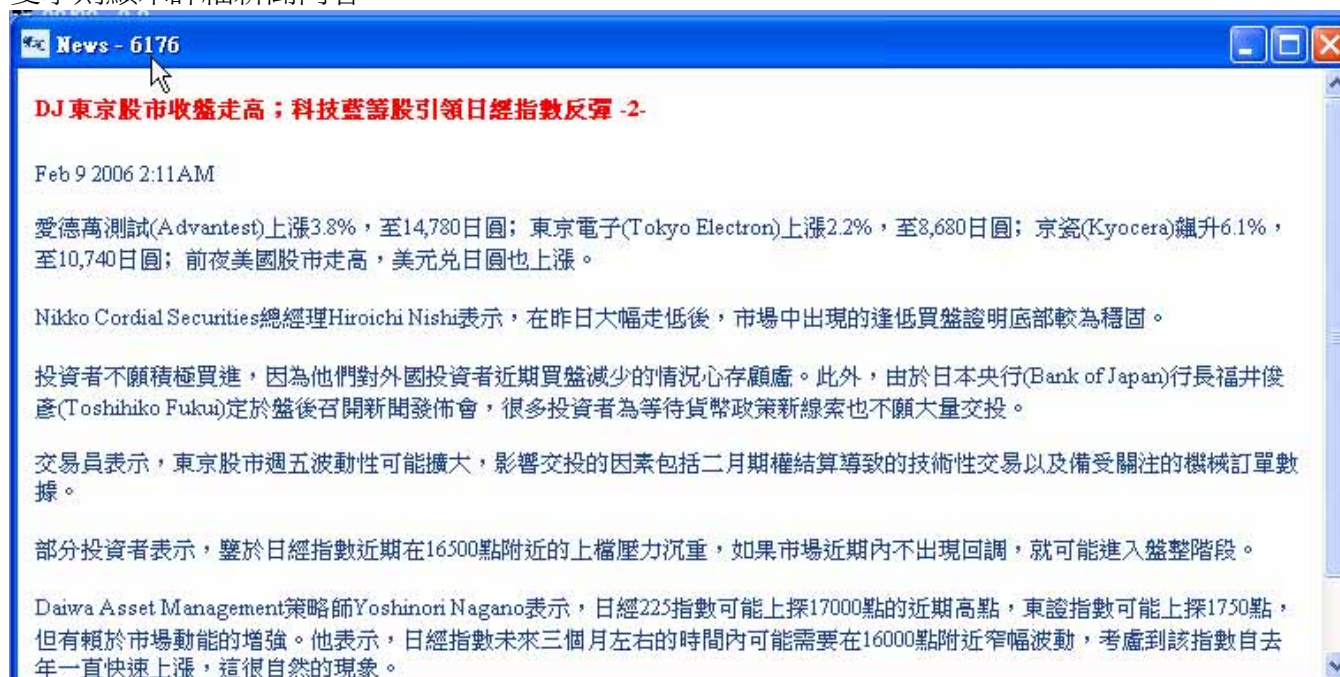 News - 6176
DJ 東京股市收盤走高；科技藍籌股引領日經指數反彈 -2-
Feb 9 2006 2:11AM
愛德萬測試(Advantest)上漲3.8%，至14,780日圓；東京電子(Tokyo Electron)上漲2.2%，至8,680日圓；京瓷(Kyocera)飆升6.1%，
至10,740日圓；前夜美國股市走高，美元兌日圓也上漲。
Nikko Cordial Securities總經理Hiroichi Nishi表示，在昨日大幅走低後，市場中出現的逢低買盤證明底部較為穩固。
投資者不願積極買進，因為他們對外國投資者近期買盤減少的情況心存顧慮。此外，由於日本央行(Bank of Japan)行長福井俊
彥(Toshihiko Fukui)定於盤後召開新聞發佈會，很多投資者為等待貨幣政策新線索也不願大量交投。
交易員表示，東京股市週五波動性可能擴大，影響交投的因素包括二月期權結算導致的技術性交易以及備受關注的機械訂單數
據。
部分投資者表示，鑒於日經指數近期在16500點附近的上檔壓力沉重，如果市場近期內不出現回調，就可能進入盤整階段。
Daiwa Asset Management策略師Yoshinori Nagano表示，日經225指數可能上探17000點的近期高點，東證指數可能上探1750點，
但有賴於市場動能的增強。他表示，日經指數未來三個月左右的時間內可能需要在16000點附近窄幅波動，考慮到該指數自去
年一直快速上漲，這很自然的現象。